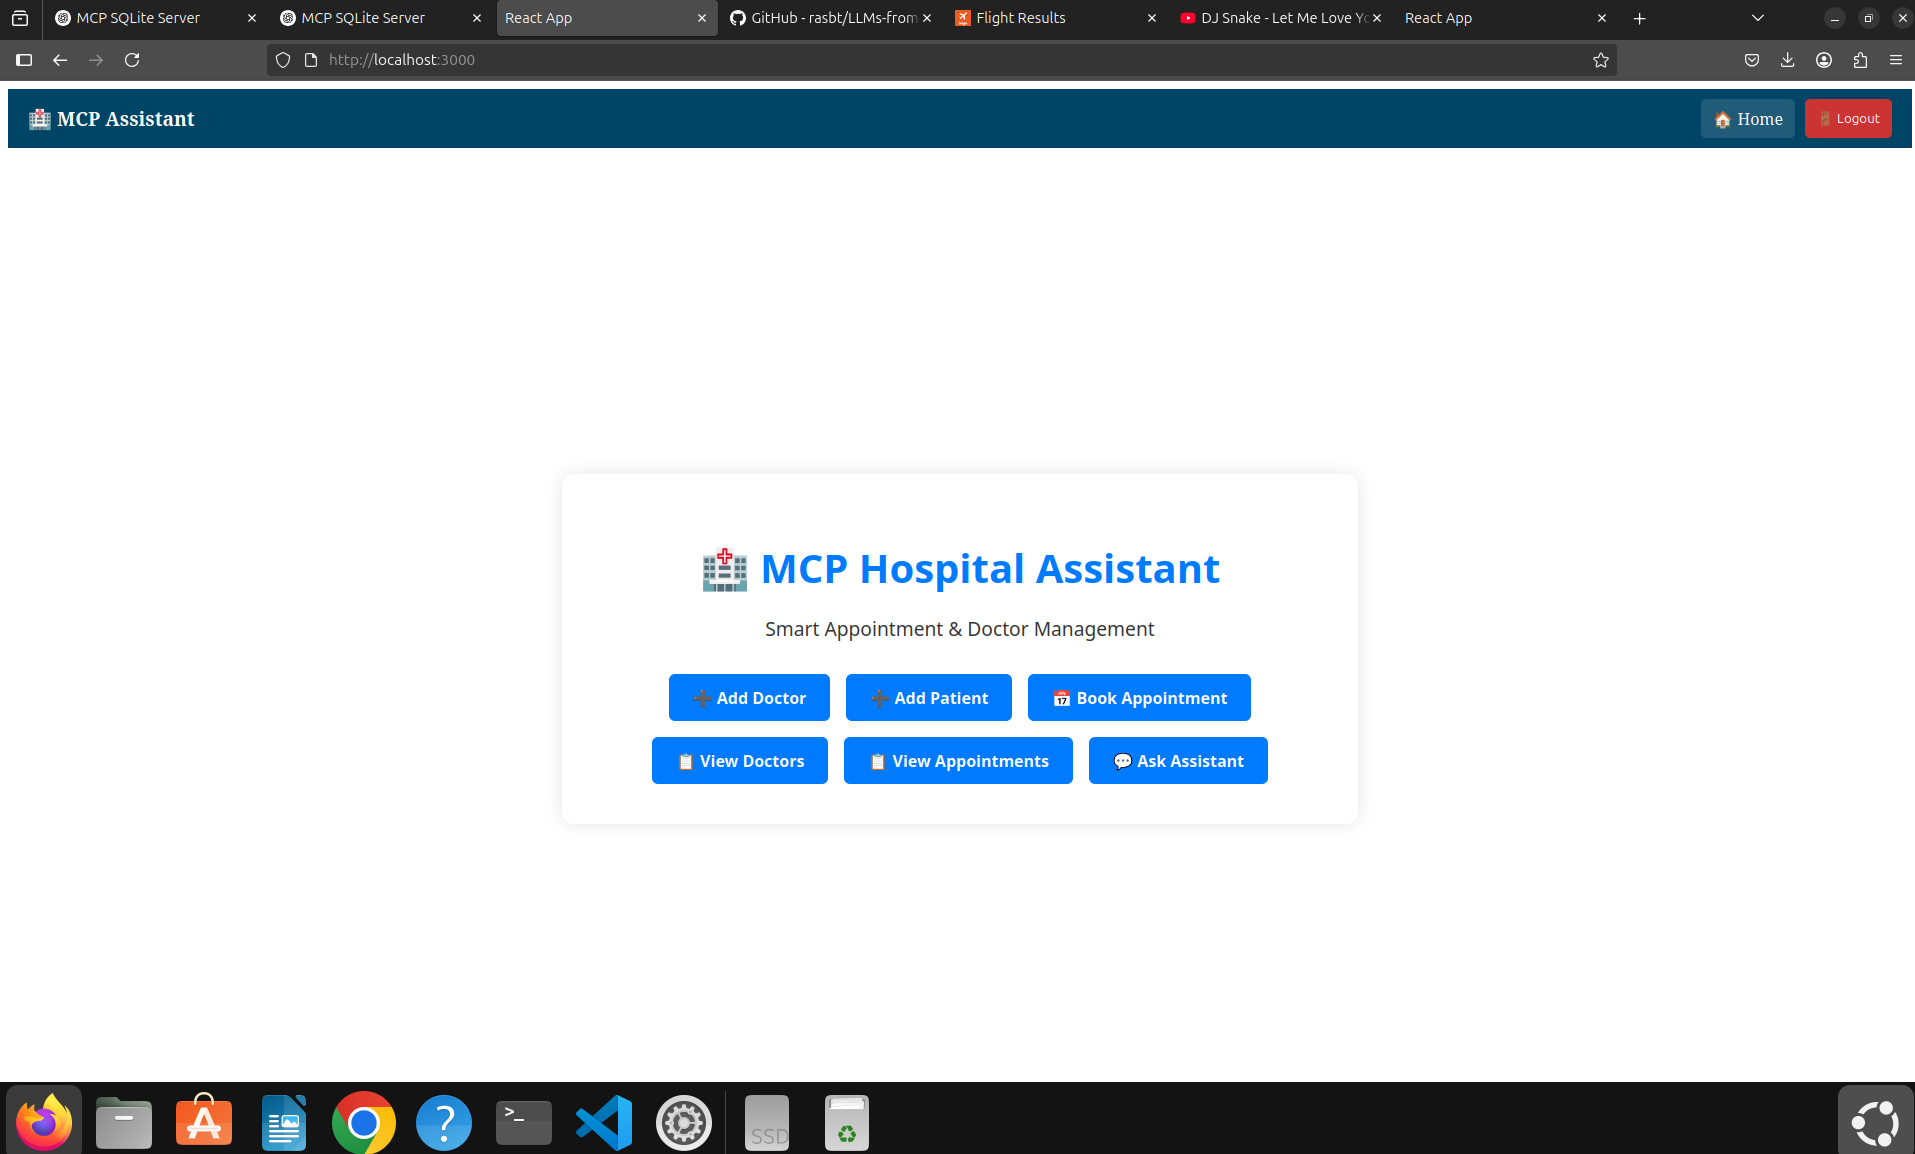 MCP SQLite Server
MCP SQLite Server
React App
GitHub - rasbt/LLMs-from
Flight Results
DJ Snake - Let Me Love Yo
React App
http://localhost:3000
MCP Assistant
Home
Logout
MCP Hospital Assistant
Smart Appointment & Doctor Management
Add Doctor
Add Patient
Book Appointment
View Doctors
View Appointments
Ask Assistant
SSD